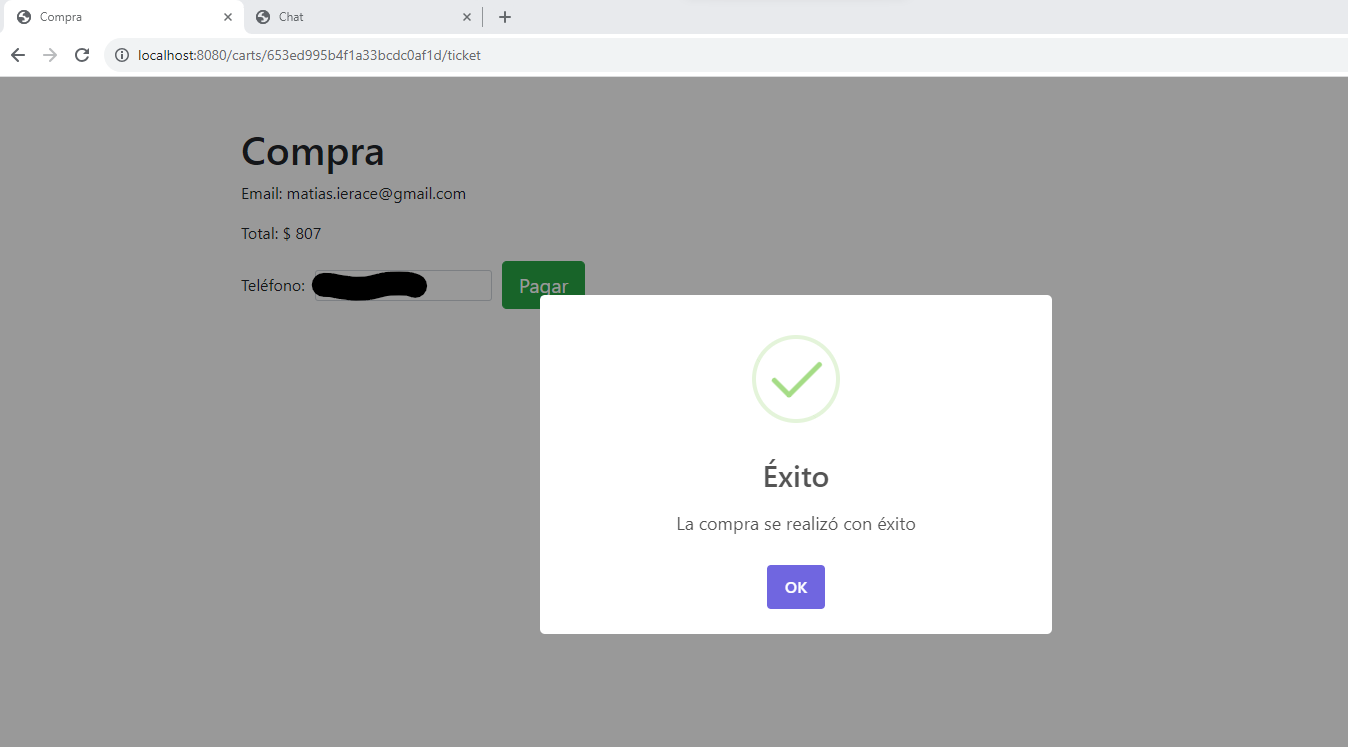 Compra
Chat
localhost:8080/carts/653ed995b4f1a33bcdc0af1d/ticket
Compra
Email: matias.ierace@gmail.com
Total: $ 807
Teléfono:
Pagar
Éxito
La compra se realizó con éxito
OK